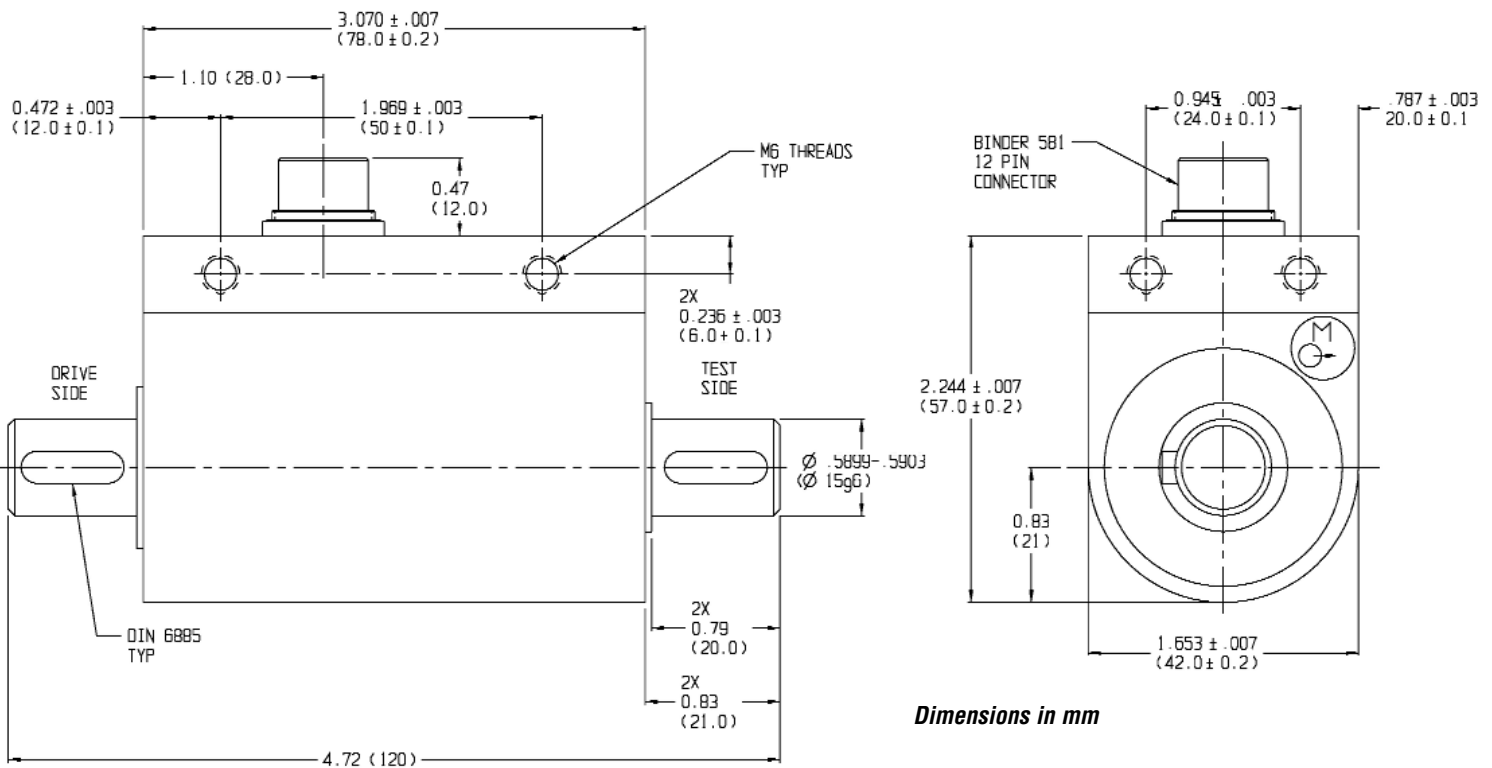 3.070 ± .007
(78.0 ± 0.2)
1.10 (28.0)
0.472 ± .003
(12.0 ± 0.1)
1.969 ± .003
(50 ± 0.1)
M6 THREADS
TYP
0.47
(12.0)
2X
0.236 ± .003
(6.0+ 0.1)
DRIVE
SIDE
TEST
SIDE
Ø .5899-.5903
(Ø 15g6)
DIN 6885
TYP
2X
0.79
(20.0)
2X
0.83
(21.0)
4.72 (120)
0.945± .003
(24.0 ± 0.1)
.787 ± .003
20.0 ± 0.1
BINDER 581
12 PIN
CONNECTOR
M
2.244 ± .007
(57.0 ± 0.2)
0.83
(21)
1.653 ± .007
(42.0 ± 0.2)
Dimensions in mm